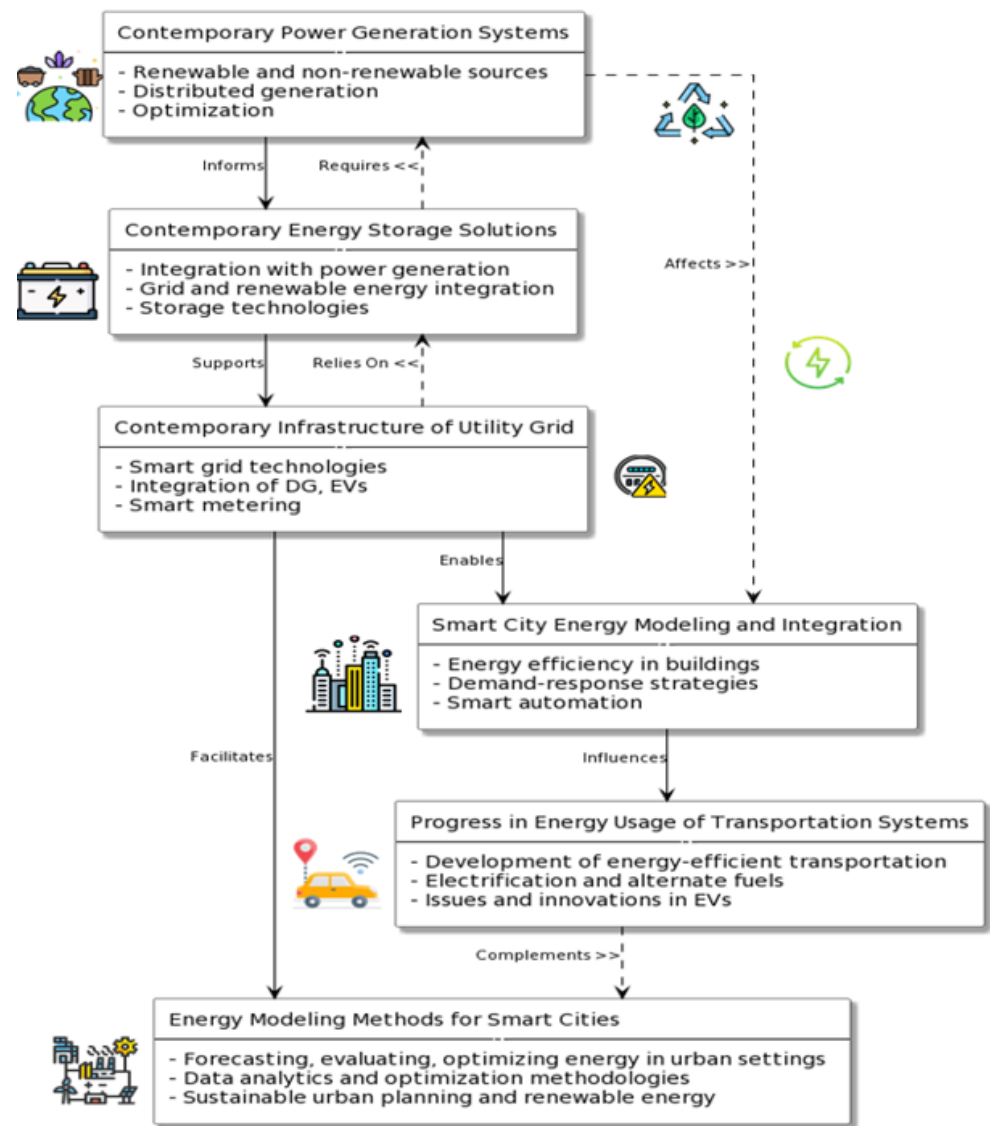 Contemporary Power Generation Systems
- Renewable and non-renewable sources
- Distributed generation
- Optimization
Informs
Requires <<
Contemporary Energy Storage Solutions
- Integration with power generation
- Grid and renewable energy integration
- Storage technologies
Affects >>
Supports
Relies On <<
Contemporary Infrastructure of Utility Grid
- Smart grid technologies
- Integration of DG, EVs
- Smart metering
Enables
Smart City Energy Modeling and Integration
- Energy efficiency in buildings
- Demand-response strategies
- Smart automation
Facilitates
Influences
Progress in Energy Usage of Transportation Systems
- Development of energy-efficient transportation
- Electrification and alternate fuels
- Issues and innovations in EVs
Complements >>
Energy Modeling Methods for Smart Cities
- Forecasting, evaluating, optimizing energy in urban settings
- Data analytics and optimization methodologies
- Sustainable urban planning and renewable energy